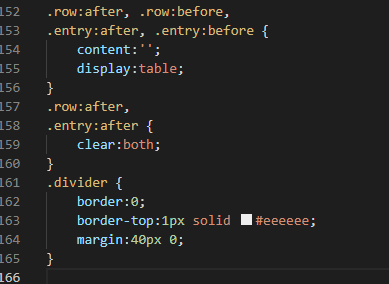 152 .row:after, .row:before,
153 .entry:after, .entry:before {
154     content:'';
155     display:table;
156 }
157 .row:after,
158 .entry:after {
159     clear:both;
160 }
161 .divider {
162     border:0;
163     border-top:1px solid #eeeeee;
164     margin:40px 0;
165 }
166